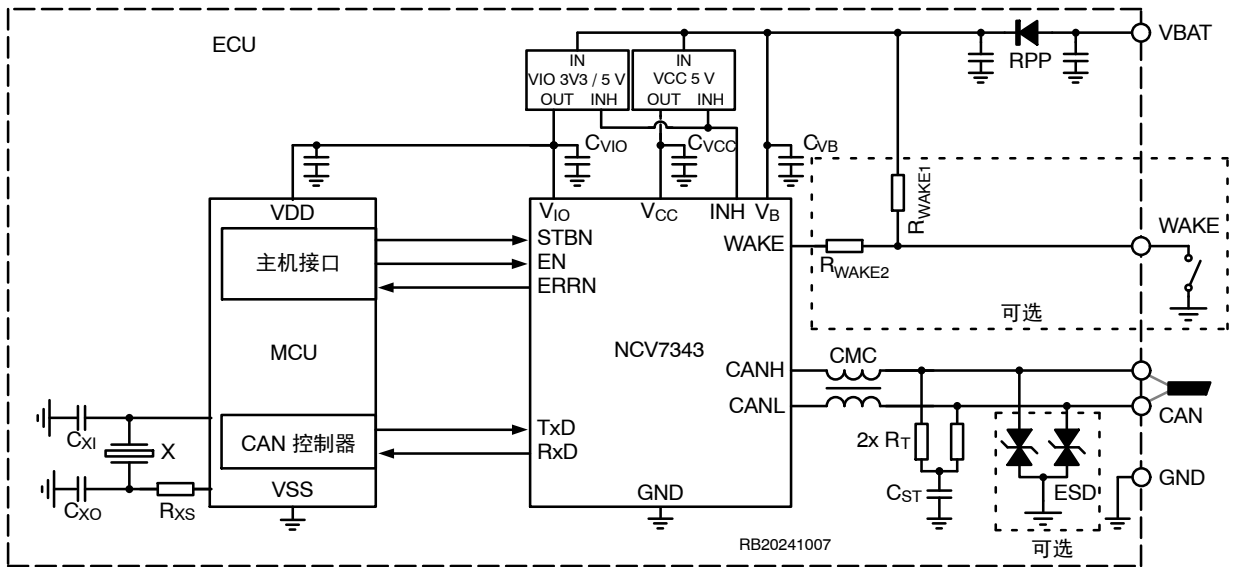 ECU
VBAT
RPP
IN
VIO 3V3 / 5 V
OUT INH
IN
VCC 5 V
OUT INH
CVIO
CVCC
CVB
VDD
主机接口
MCU
CAN 控制器
VSS
VIO
VCC
INH
VB
STBN
EN
ERRN
WAKE
NCV7343
CANH
CANL
TxD
RxD
GND
RWAKE1
RWAKE2
WAKE
可选
CMC
CAN
2x RT
CST
ESD
可选
GND
CXI
X
CXO
RXS
RB20241007